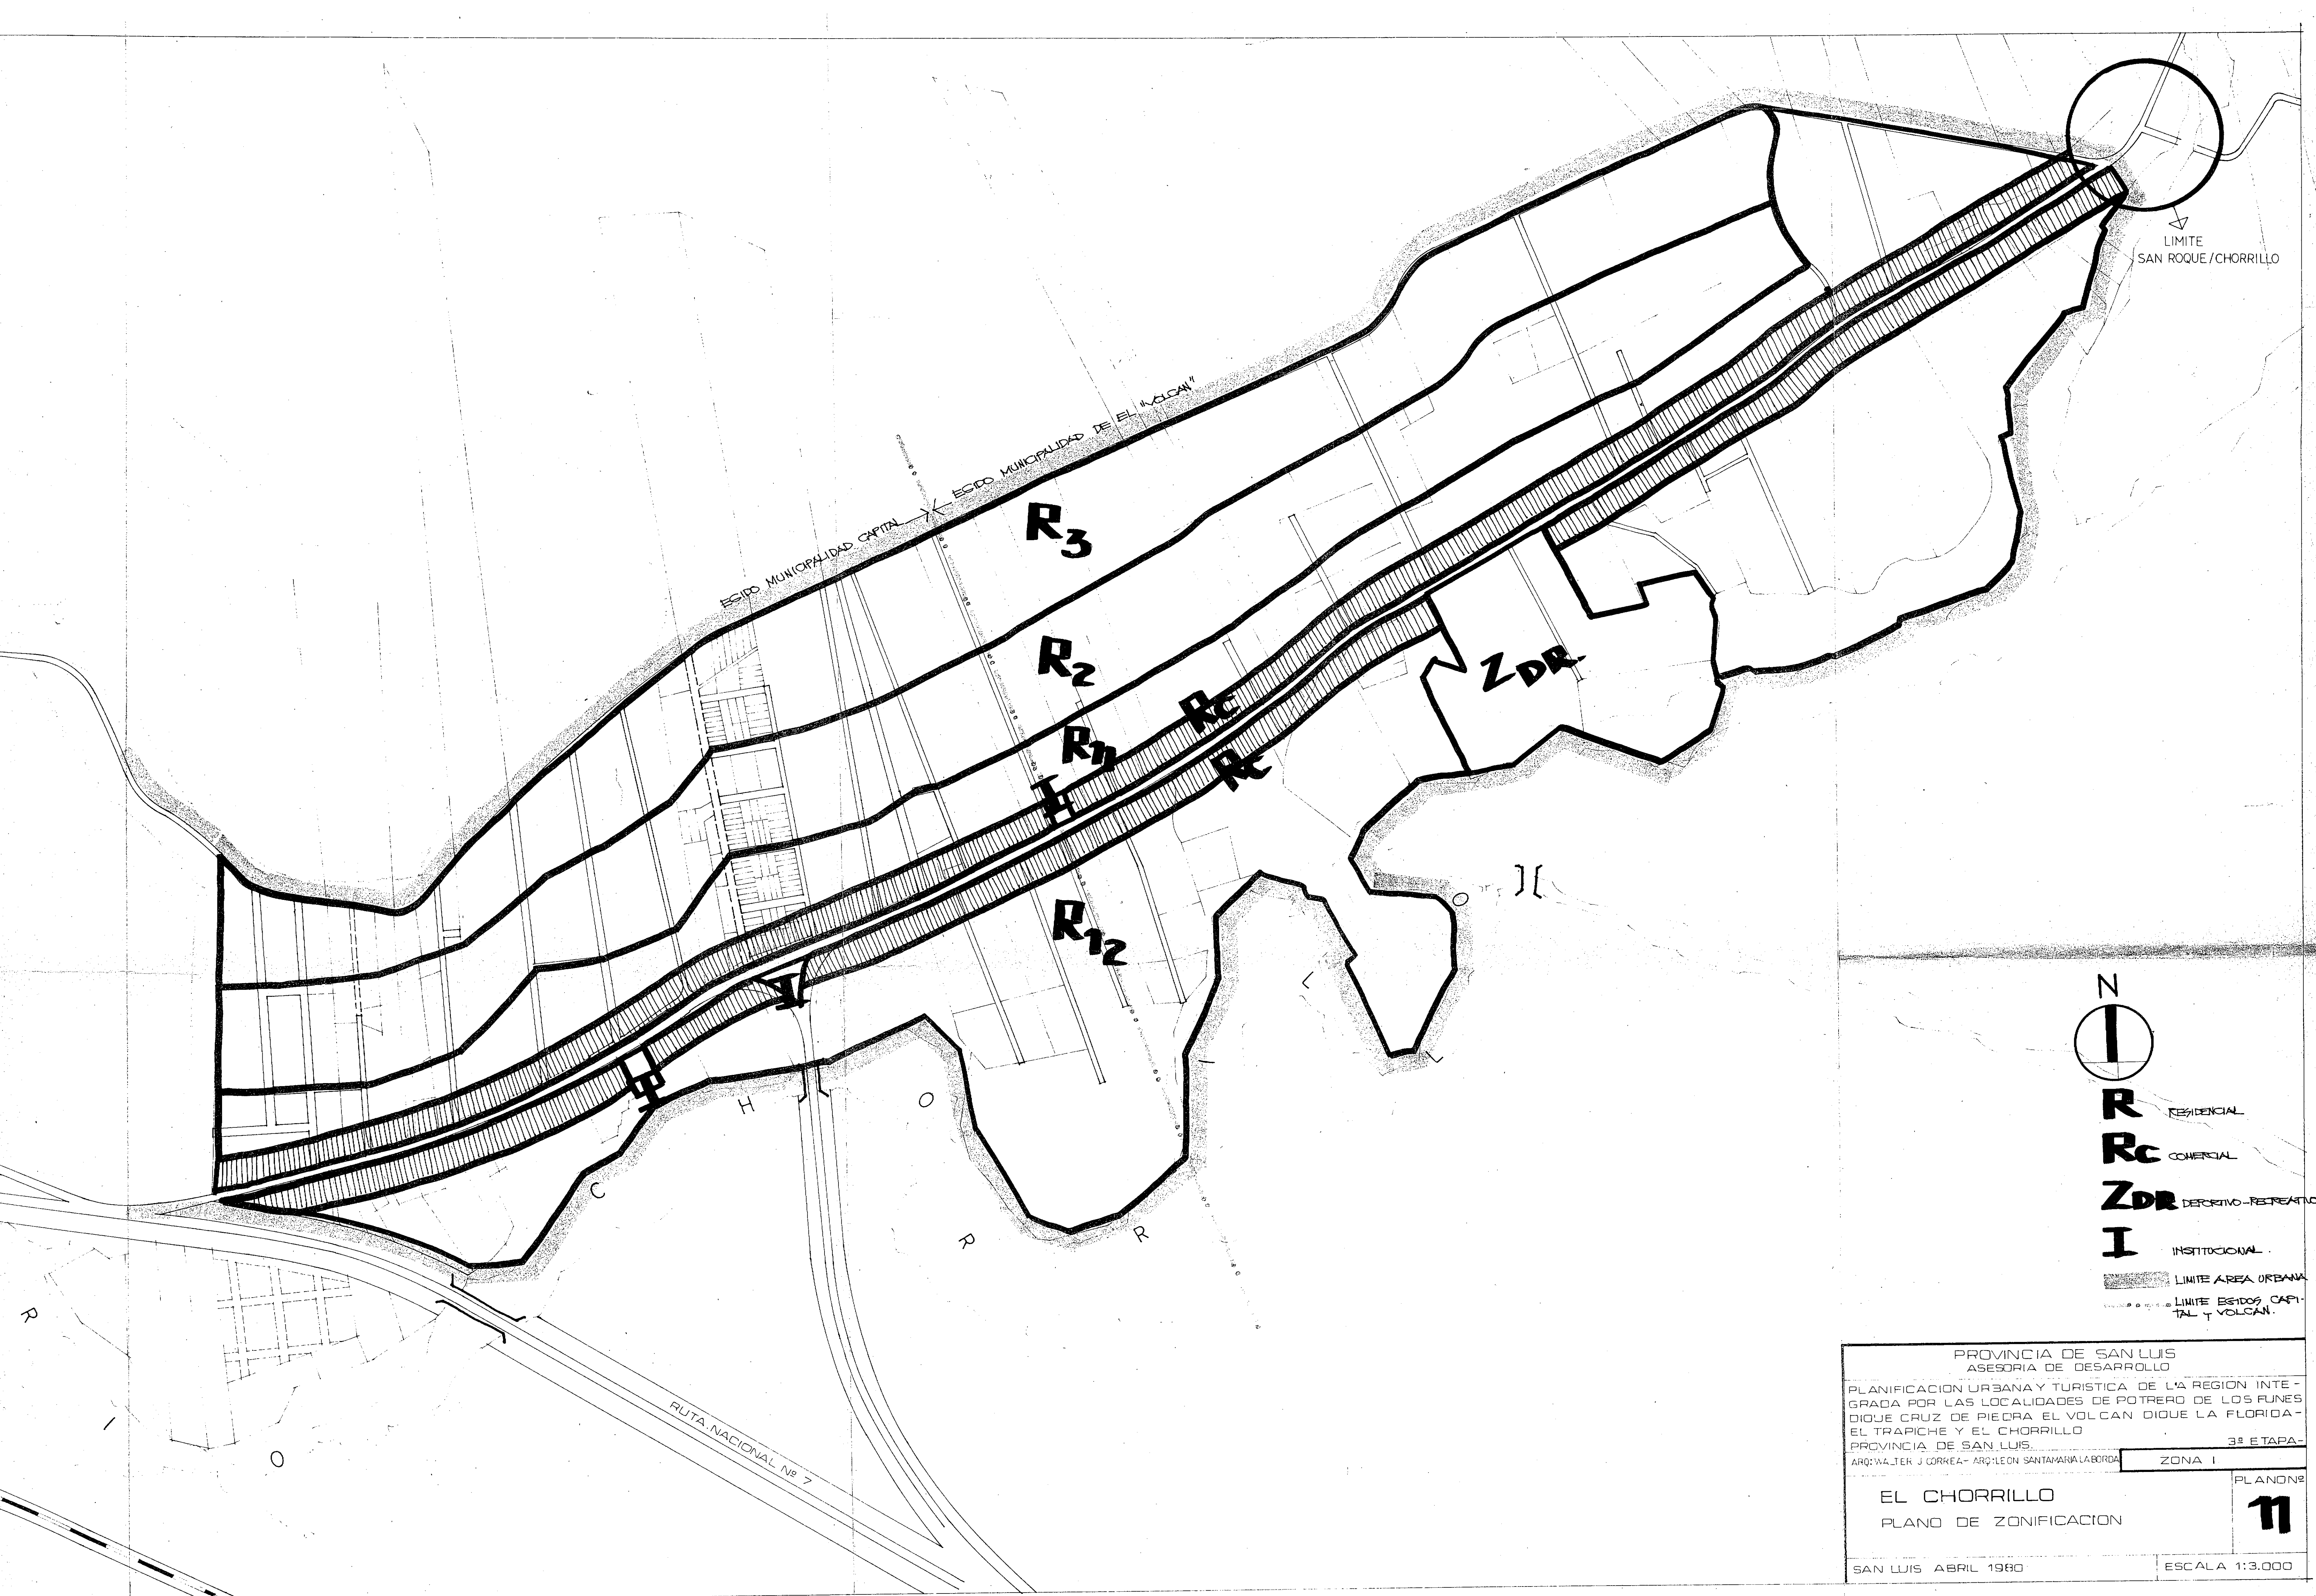 LIMITE
SAN ROQUE/CHORRILLO
EGIDO MUNICIPALIDAD DE EL "VOLCAN"
EGIDO MUNICIPALIDAD CAPITAL
R3
R2
R11
Rc
Rc
I
ZDR.
R12
I
I
C H O R R I L L O
R I O
RUTA NACIONAL Nº 7
N
R RESIDENCIAL
Rc COMERCIAL
ZDR DEPORTIVO-RECREATIVO
I INSTITUCIONAL.
LIMITE AREA URBANA
LIMITE EGIDOS CAPI-
TAL Y VOLCAN.
PROVINCIA DE SAN LUIS
ASESORIA DE DESARROLLO
PLANIFICACION URBANA Y TURISTICA DE LA REGION INTE-
GRADA POR LAS LOCALIDADES DE POTRERO DE LOS FUNES
DIQUE CRUZ DE PIEDRA EL VOLCAN DIQUE LA FLORIDA-
EL TRAPICHE Y EL CHORRILLO
PROVINCIA DE SAN LUIS. 3ª ETAPA-
ARQ: WALTER J CORREA- ARQ: LEON SANTAMARIA LABORDA ZONA I
EL CHORRILLO
PLANO DE ZONIFICACION
PLANO Nº
11
SAN LUIS ABRIL 1980 ESCALA 1:3.000